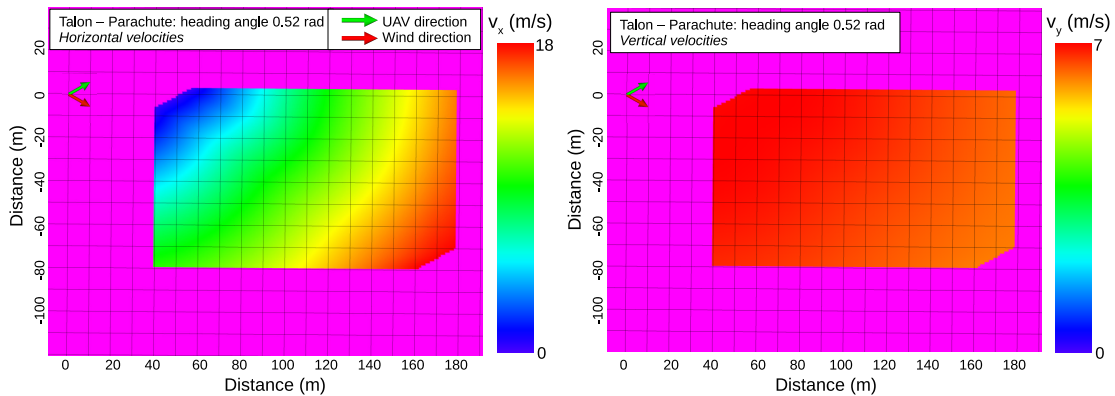 Talon – Parachute: heading angle 0.52 rad
Horizontal velocities
UAV direction
Wind direction
v_x (m/s)
18
0
20
0
-20
-40
-60
-80
-100
Distance (m)
0 20 40 60 80 100 120 140 160 180
Distance (m)
Talon – Parachute: heading angle 0.52 rad
Vertical velocities
v_y (m/s)
7
0
20
0
-20
-40
-60
-80
-100
Distance (m)
0 20 40 60 80 100 120 140 160 180
Distance (m)